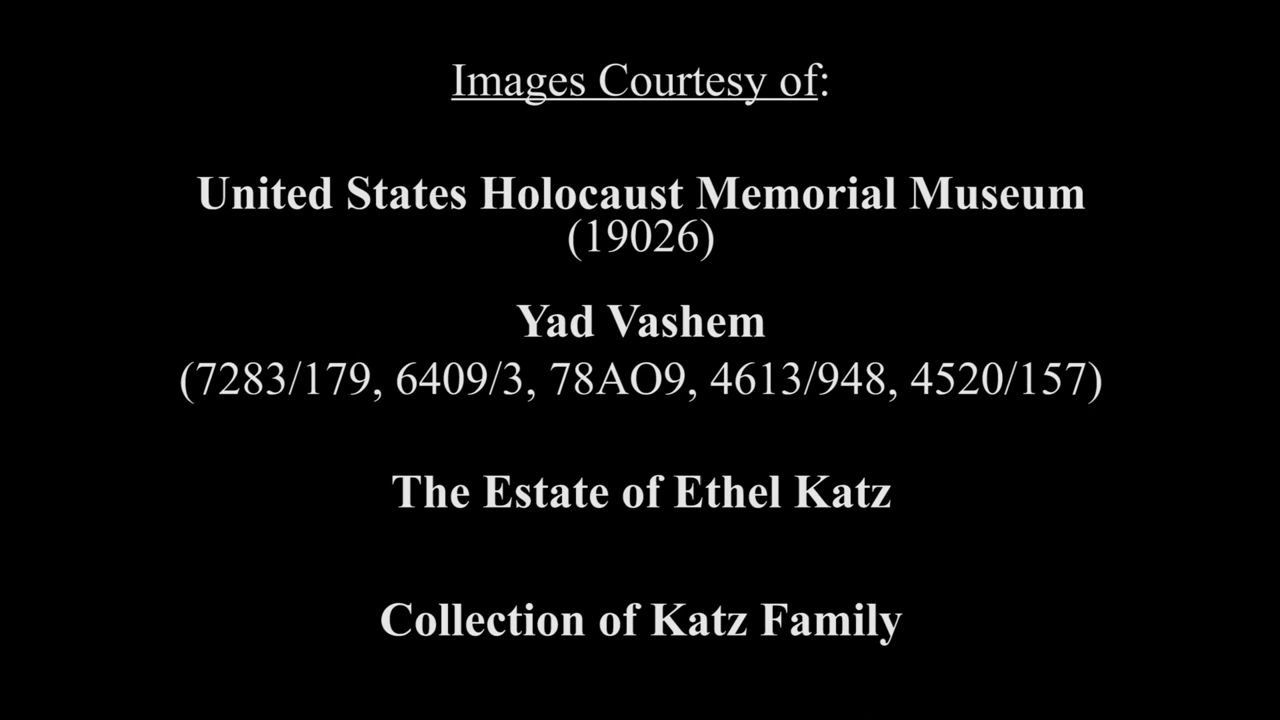 Images Courtesy of:
United States Holocaust Memorial Museum
(19026)
Yad Vashem
(7283/179, 6409/3, 78AO9, 4613/948, 4520/157)
The Estate of Ethel Katz
Collection of Katz Family